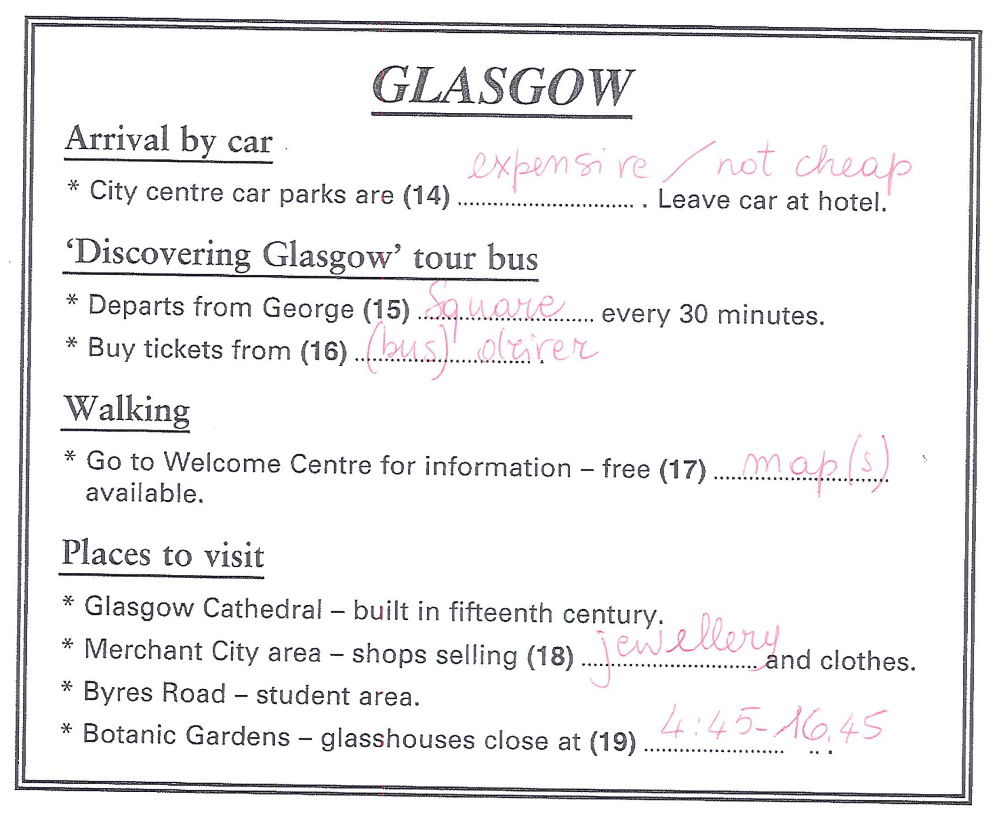 GLASGOW
Arrival by car
expensive / not cheap
* City centre car parks are (14) .............................. . Leave car at hotel.
'Discovering Glasgow' tour bus
* Departs from George (15) ... Square ... every 30 minutes.
* Buy tickets from (16) ... (bus) driver ... .
Walking
* Go to Welcome Centre for information – free (17) ... map(s) ...
available.
Places to visit
* Glasgow Cathedral – built in fifteenth century.
* Merchant City area – shops selling (18) ... jewellery ... and clothes.
* Byres Road – student area.
* Botanic Gardens – glasshouses close at (19) ... 4:45-16.45